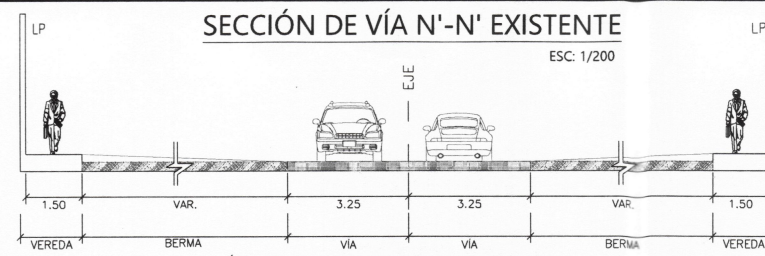 SECCIÓN DE VÍA N'-N' EXISTENTE
LP
LP
ESC: 1/200
EJE
1.50 VAR. 3.25 3.25 VAR. 1.50
VEREDA BERMA VÍA VÍA BERMA VEREDA